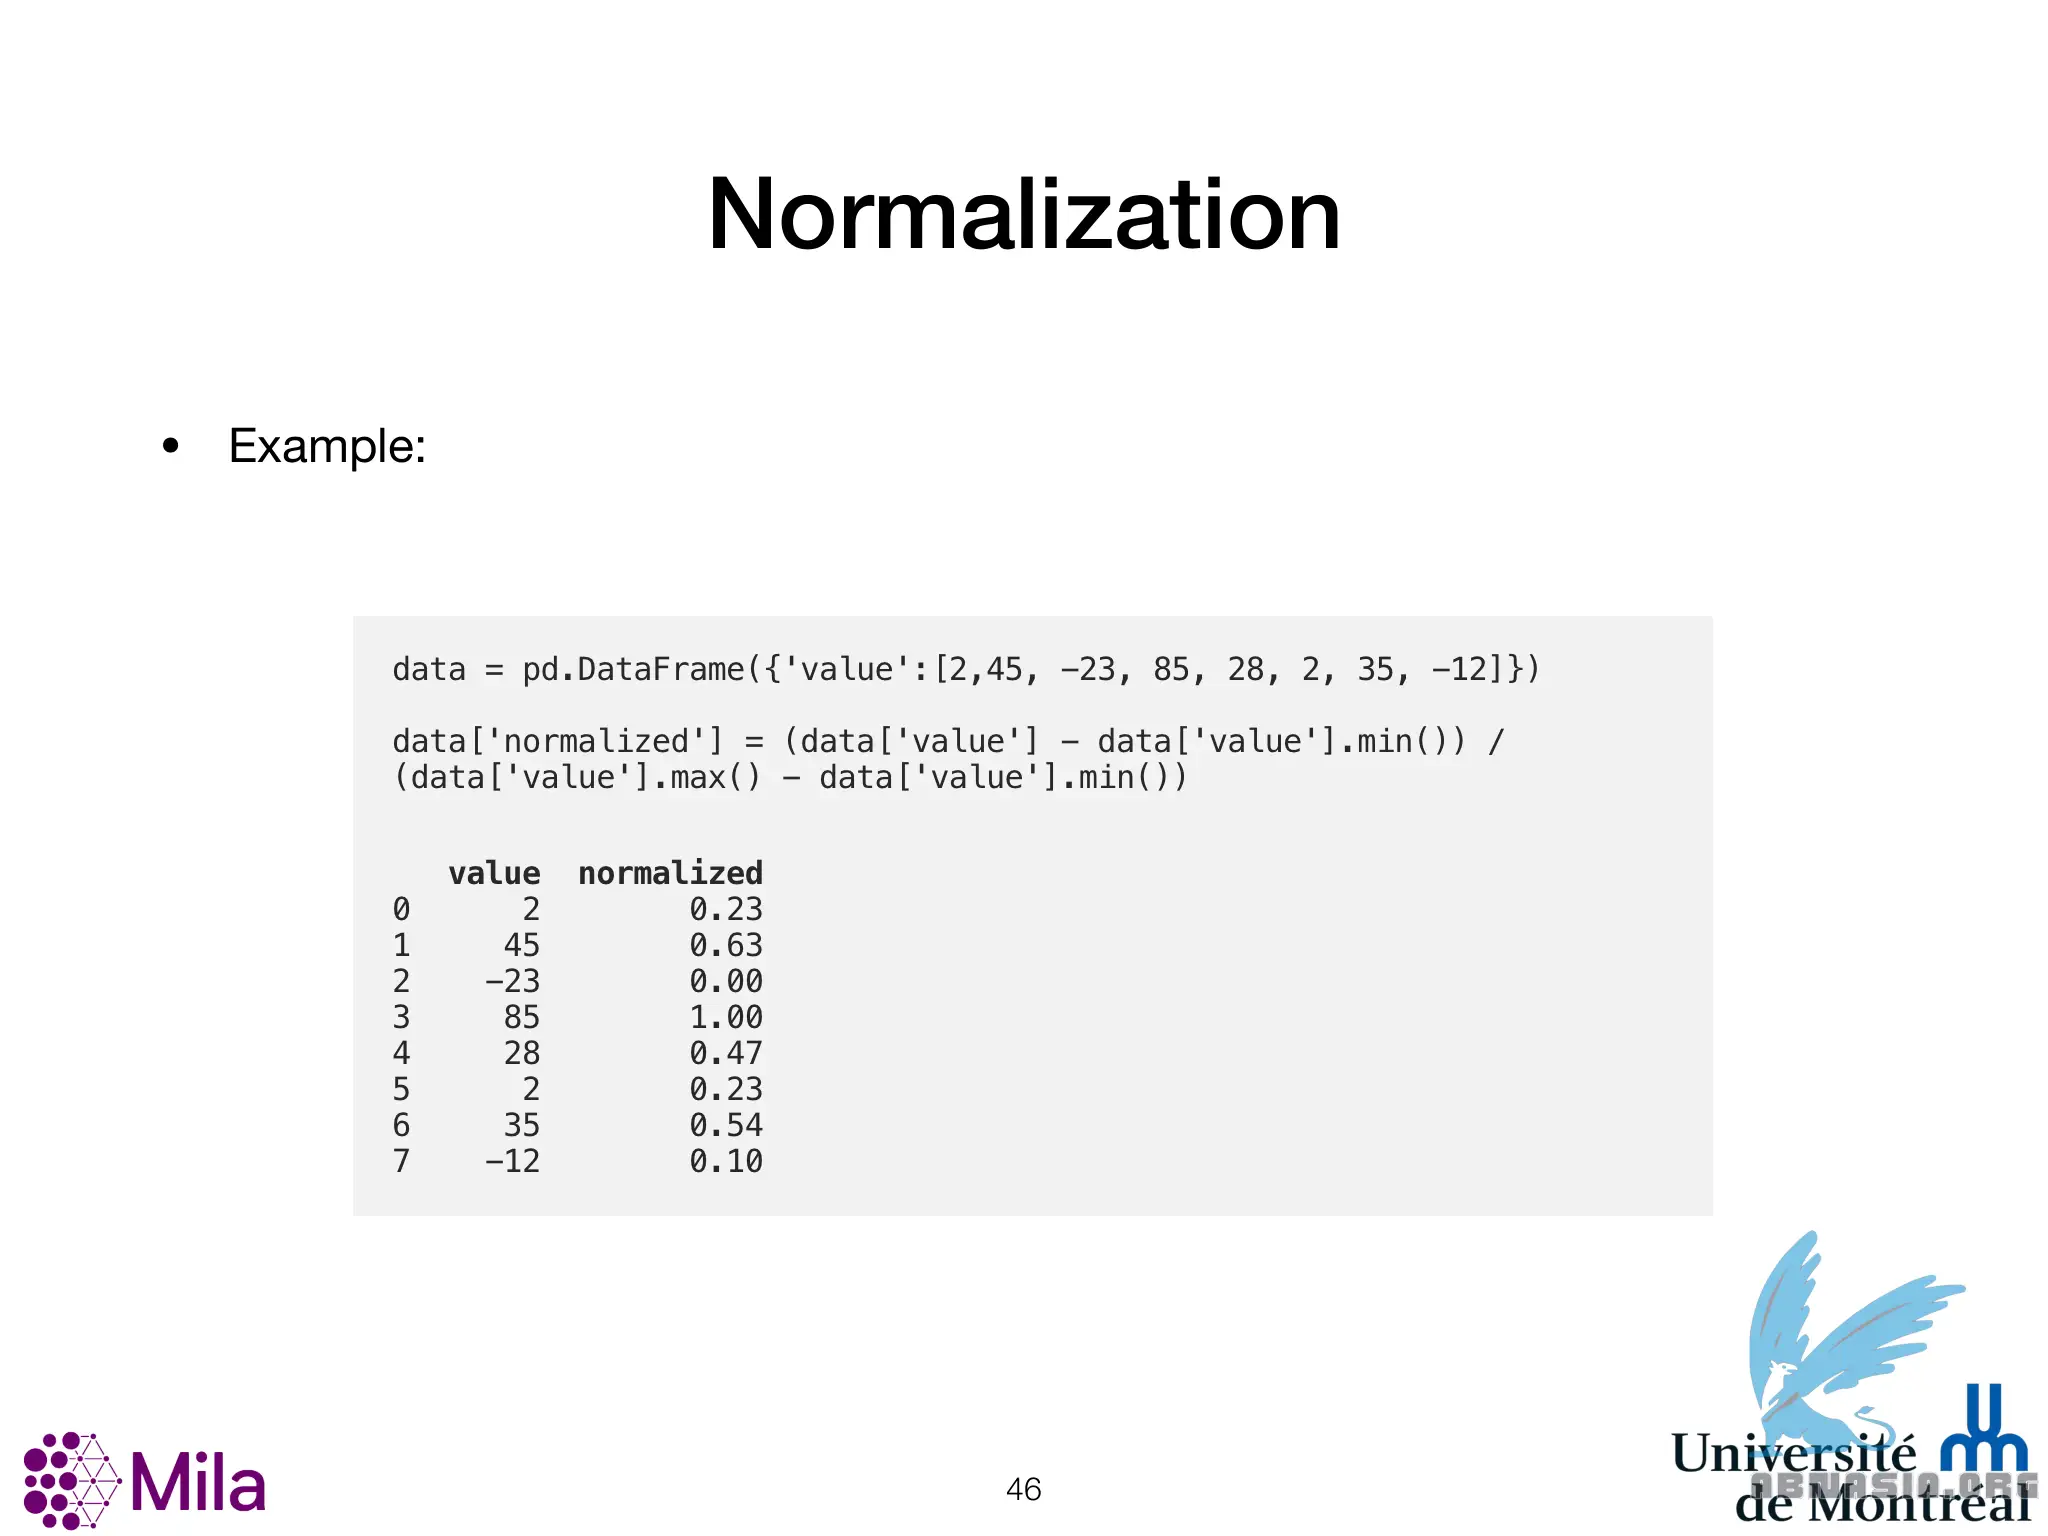 Normalization
• Example:
data = pd.DataFrame({'value':[2,45, -23, 85, 28, 2, 35, -12]})
data['normalized'] = (data['value'] - data['value'].min()) /
(data['value'].max() - data['value'].min())
value normalized
0 2 0.23
1 45 0.63
2 -23 0.00
3 85 1.00
4 28 0.47
5 2 0.23
6 35 0.54
7 -12 0.10
Mila
46
Université
de Montréal
ABNASIA.ORG